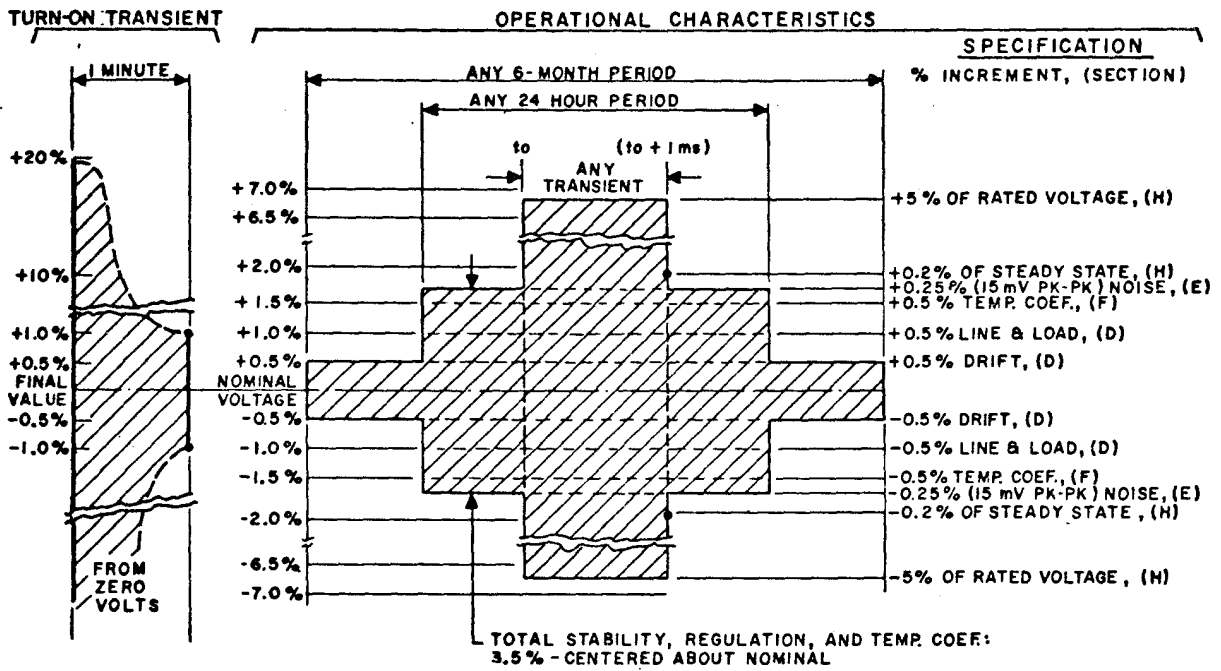 TURN-ON TRANSIENT
OPERATIONAL CHARACTERISTICS
SPECIFICATION
% INCREMENT, (SECTION)
1 MINUTE
ANY 6-MONTH PERIOD
ANY 24 HOUR PERIOD
to
(to + 1 ms)
ANY
TRANSIENT
+20%
+10%
+1.0%
+0.5%
FINAL
VALUE
-0.5%
-1.0%
FROM
ZERO
VOLTS
+7.0%
+6.5%
+2.0%
+1.5%
+1.0%
+0.5%
NOMINAL
VOLTAGE
-0.5%
-1.0%
-1.5%
-2.0%
-6.5%
-7.0%
+5% OF RATED VOLTAGE, (H)
+0.2% OF STEADY STATE, (H)
+0.25% (15 mV PK-PK) NOISE, (E)
+0.5% TEMP. COEF., (F)
+0.5% LINE & LOAD, (D)
+0.5% DRIFT, (D)
-0.5% DRIFT, (D)
-0.5% LINE & LOAD, (D)
-0.5% TEMP. COEF., (F)
-0.25% (15 mV PK-PK) NOISE, (E)
-0.2% OF STEADY STATE, (H)
-5% OF RATED VOLTAGE, (H)
TOTAL STABILITY, REGULATION, AND TEMP. COEF.:
3.5% - CENTERED ABOUT NOMINAL